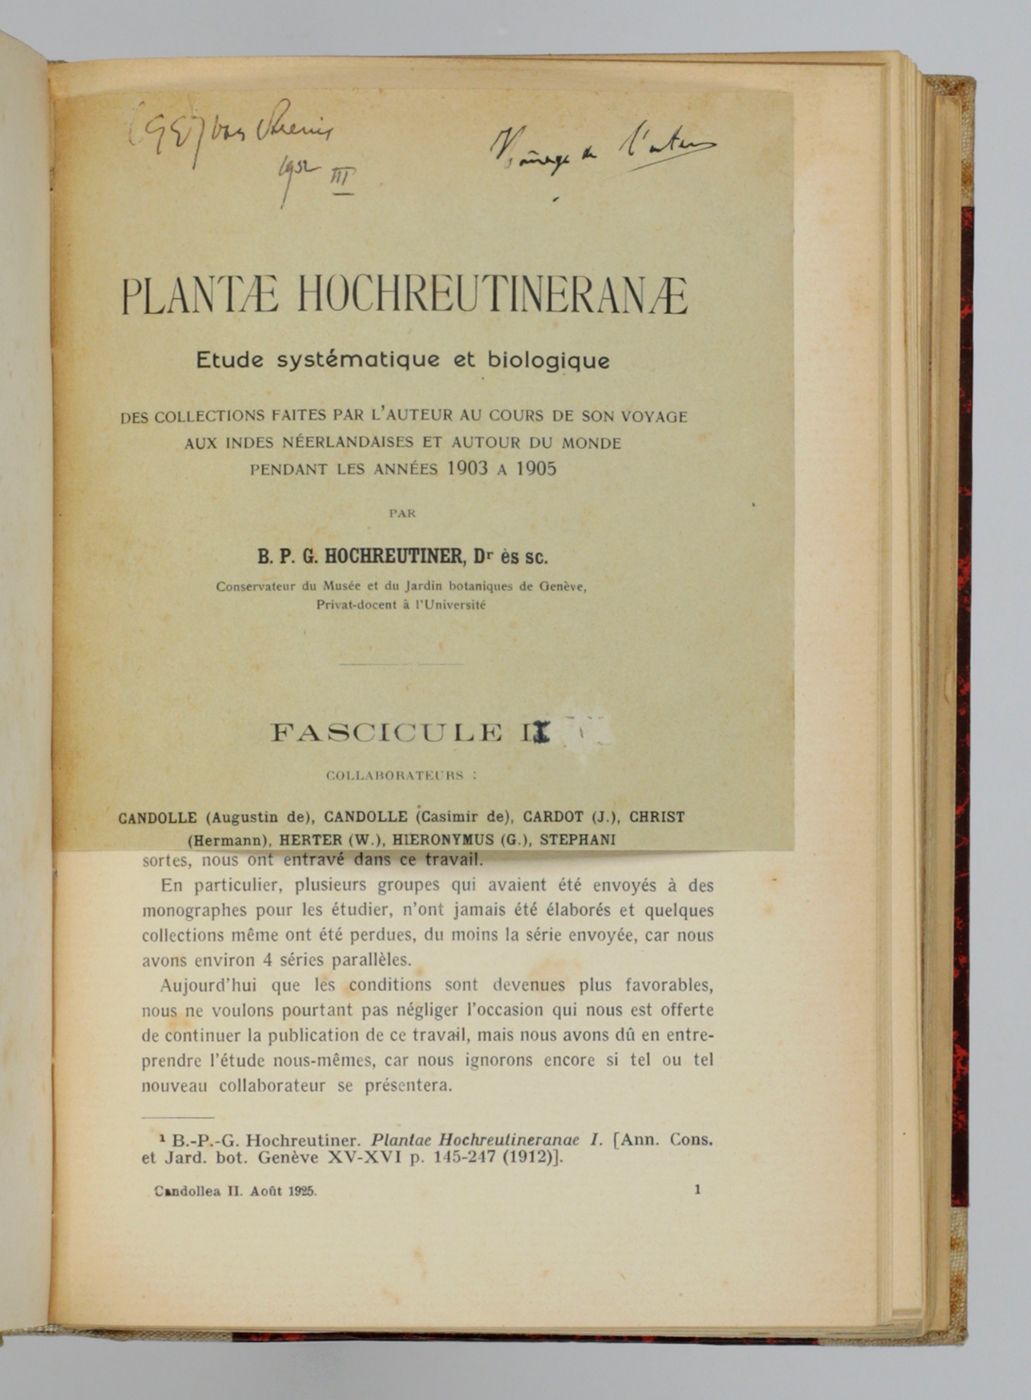 1952 III
de l'auteur
PLANTÆ HOCHREUTINERANÆ
Etude systématique et biologique
DES COLLECTIONS FAITES PAR L'AUTEUR AU COURS DE SON VOYAGE
AUX INDES NÉERLANDAISES ET AUTOUR DU MONDE
PENDANT LES ANNÉES 1903 A 1905
PAR
B. P. G. HOCHREUTINER, Dr ès sc.
Conservateur du Musée et du Jardin botaniques de Genève,
Privat-docent à l'Université
FASCICULE II
COLLABORATEURS :
CANDOLLE (Augustin de), CANDOLLE (Casimir de), CARDOT (J.), CHRIST
(Hermann), HERTER (W.), HIERONYMUS (G.), STEPHANI
sortes, nous ont entravé dans ce travail.
En particulier, plusieurs groupes qui avaient été envoyés à des
monographes pour les étudier, n'ont jamais été élaborés et quelques
collections même ont été perdues, du moins la série envoyée, car nous
avons environ 4 séries parallèles.
Aujourd'hui que les conditions sont devenues plus favorables,
nous ne voulons pourtant pas négliger l'occasion qui nous est offerte
de continuer la publication de ce travail, mais nous avons dû en entre-
prendre l'étude nous-mêmes, car nous ignorons encore si tel ou tel
nouveau collaborateur se présentera.
¹ B.-P.-G. Hochreutiner. Plantae Hochreutineranae I. [Ann. Cons.
et Jard. bot. Genève XV-XVI p. 145-247 (1912)].
Candollea II. Août 1925. 1